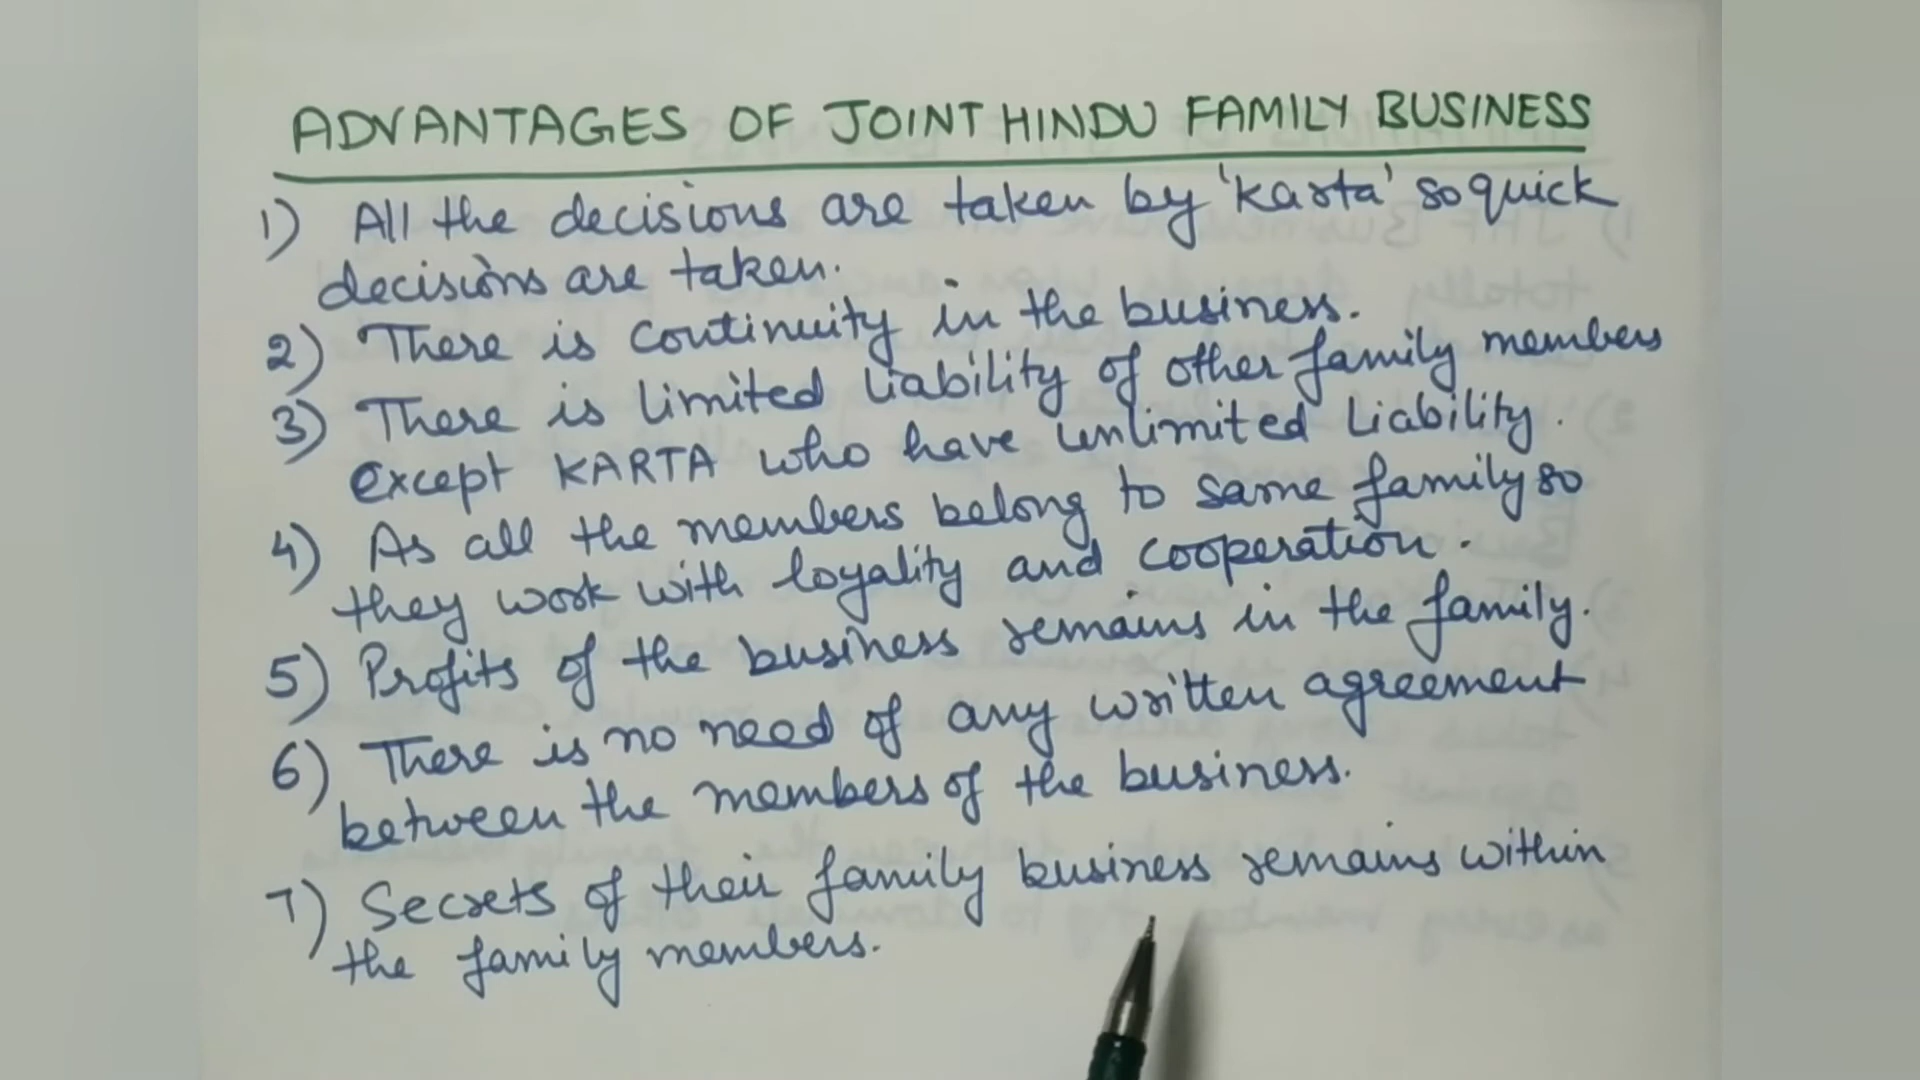 ADVANTAGES OF JOINT HINDU FAMILY BUSINESS
1) All the decisions are taken by 'karta' so quick
decisions are taken.
2) There is continuity in the business.
3) There is limited liability of other family members
except KARTA who have unlimited liability.
4) As all the members belong to same family so
they work with loyality and cooperation.
5) Profits of the business remains in the family.
6) There is no need of any written agreement
between the members of the business.
7) Secrets of their family business remains within
the family members.